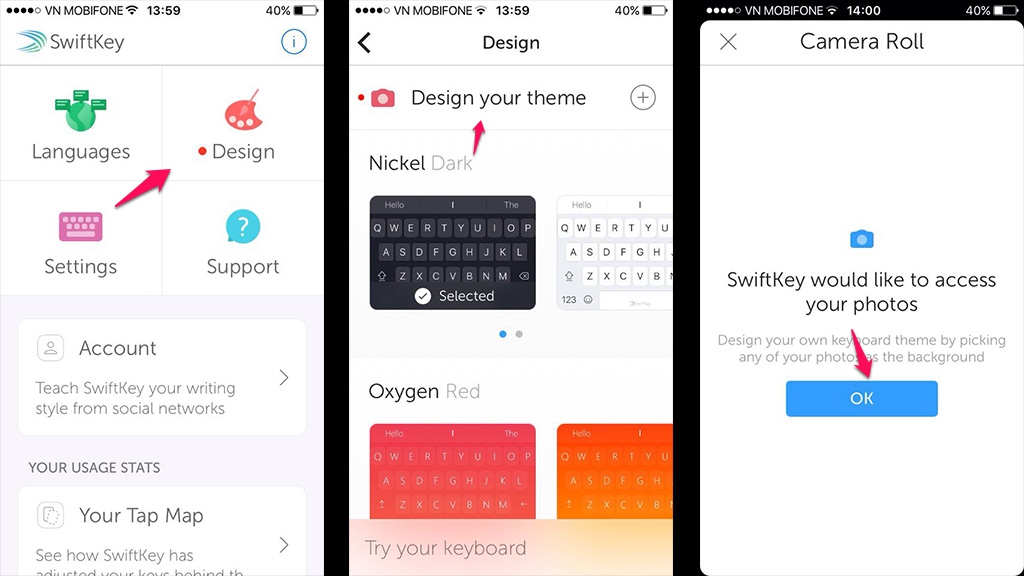 VN MOBIFONE 13:59 40%
SwiftKey
i
Languages
Design
Settings
Support
Account
Teach SwiftKey your writing
style from social networks
YOUR USAGE STATS
Your Tap Map
See how SwiftKey has
adjusted your keys behind th
VN MOBIFONE 13:59 40%
Design
Design your theme
Nickel Dark
Hello I The
Q W E R T Y U I O P
A S D F G H J K L
Z X C V B N M
Selected
Hello I
Q W E R T Y U
A S D F G H
Z X C V B
123 SwiftKey
Oxygen Red
Hello I The
Q W E R T Y U I O P
A S D F G H J K L
Z X C V B N M
Hello I
Q W E R T Y U
A S D F G H
Z X C V B
Try your keyboard
VN MOBIFONE 14:00 40%
Camera Roll
SwiftKey would like to access
your photos
Design your own keyboard theme by picking
any of your photos as the background
OK